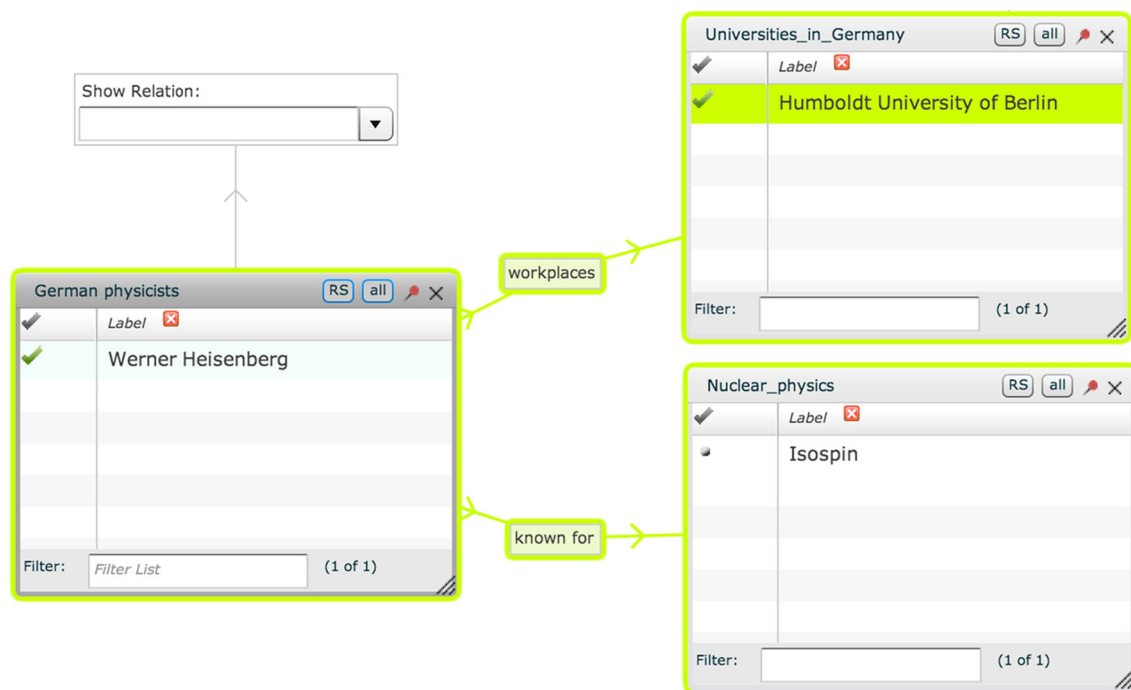 Show Relation:
Universities_in_Germany RS all
Label
Humboldt University of Berlin
Filter: (1 of 1)
workplaces
German physicists RS all
Label
Werner Heisenberg
Filter: Filter List (1 of 1)
known for
Nuclear_physics RS all
Label
Isospin
Filter: (1 of 1)